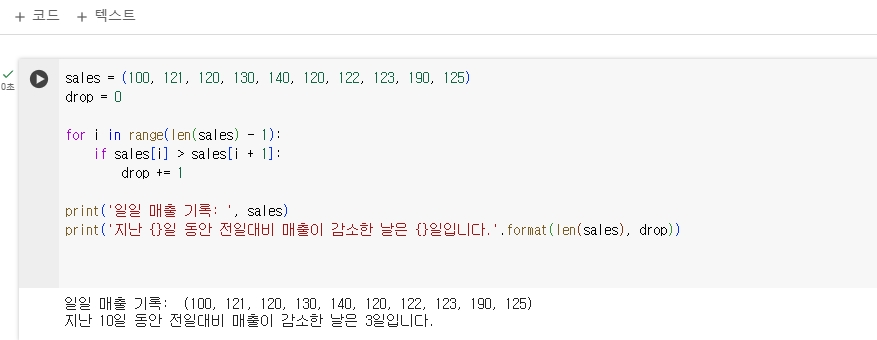 + 코드 + 텍스트
0초
sales = (100, 121, 120, 130, 140, 120, 122, 123, 190, 125)
drop = 0
for i in range(len(sales) - 1):
    if sales[i] > sales[i + 1]:
        drop += 1
print('일일 매출 기록: ', sales)
print('지난 {}일 동안 전일대비 매출이 감소한 날은 {}일입니다.'.format(len(sales), drop))
일일 매출 기록:  (100, 121, 120, 130, 140, 120, 122, 123, 190, 125)
지난 10일 동안 전일대비 매출이 감소한 날은 3일입니다.